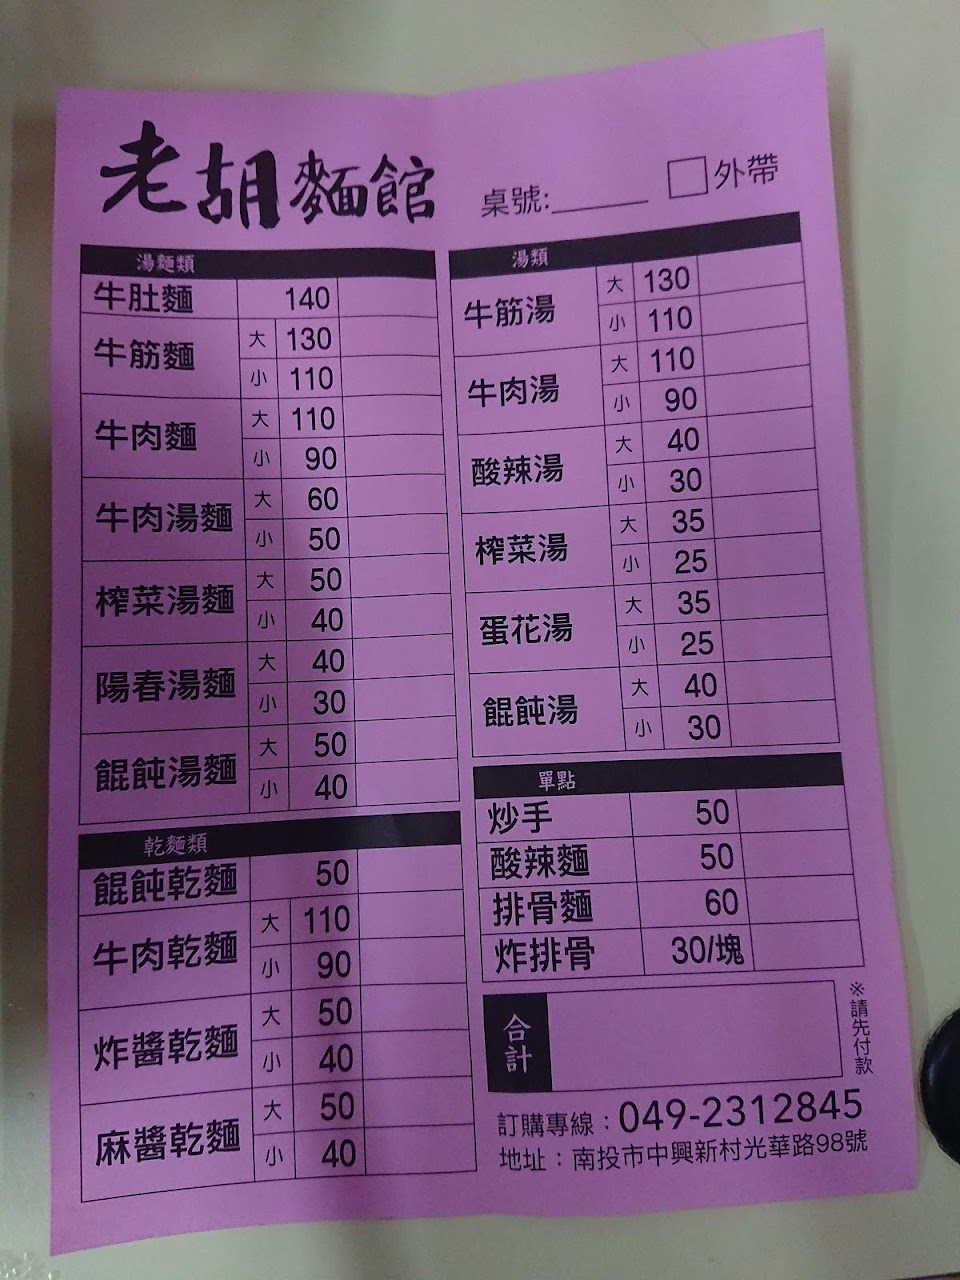 老胡麵館
桌號:______ □外帶
湯麵類
牛肚麵 140
牛筋麵 大 130
小 110
牛肉麵 大 110
小 90
牛肉湯麵 大 60
小 50
榨菜湯麵 大 50
小 40
陽春湯麵 大 40
小 30
餛飩湯麵 大 50
小 40
乾麵類
餛飩乾麵 50
牛肉乾麵 大 110
小 90
炸醬乾麵 大 50
小 40
麻醬乾麵 大 50
小 40
湯類
牛筋湯 大 130
小 110
牛肉湯 大 110
小 90
酸辣湯 大 40
小 30
榨菜湯 大 35
小 25
蛋花湯 大 35
小 25
餛飩湯 大 40
小 30
單點
炒手 50
酸辣麵 50
排骨麵 60
炸排骨 30/塊
合計
※請先付款
訂購專線：049-2312845
地址：南投市中興新村光華路98號